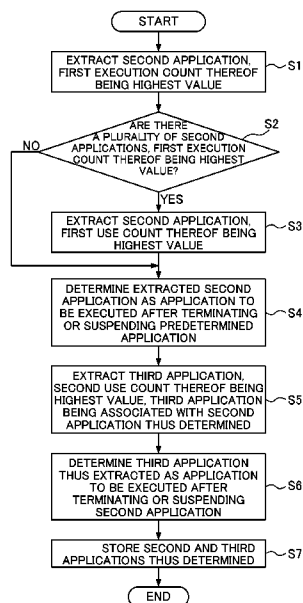 START
EXTRACT SECOND APPLICATION,
FIRST EXECUTION COUNT THEREOF
BEING HIGHEST VALUE
S1
ARE THERE
A PLURALITY OF SECOND
APPLICATIONS, FIRST EXECUTION
COUNT THEREOF BEING HIGHEST
VALUE?
S2
NO
YES
EXTRACT SECOND APPLICATION,
FIRST USE COUNT THEREOF BEING
HIGHEST VALUE
S3
DETERMINE EXTRACTED SECOND
APPLICATION AS APPLICATION TO
BE EXECUTED AFTER TERMINATING
OR SUSPENDING PREDETERMINED
APPLICATION
S4
EXTRACT THIRD APPLICATION,
SECOND USE COUNT THEREOF BEING
HIGHEST VALUE, THIRD APPLICATION
BEING ASSOCIATED WITH SECOND
APPLICATION THUS DETERMINED
S5
DETERMINE THIRD APPLICATION
THUS EXTRACTED AS APPLICATION
TO BE EXECUTED AFTER
TERMINATING OR SUSPENDING
SECOND APPLICATION
S6
STORE SECOND AND THIRD
APPLICATIONS THUS DETERMINED
S7
END